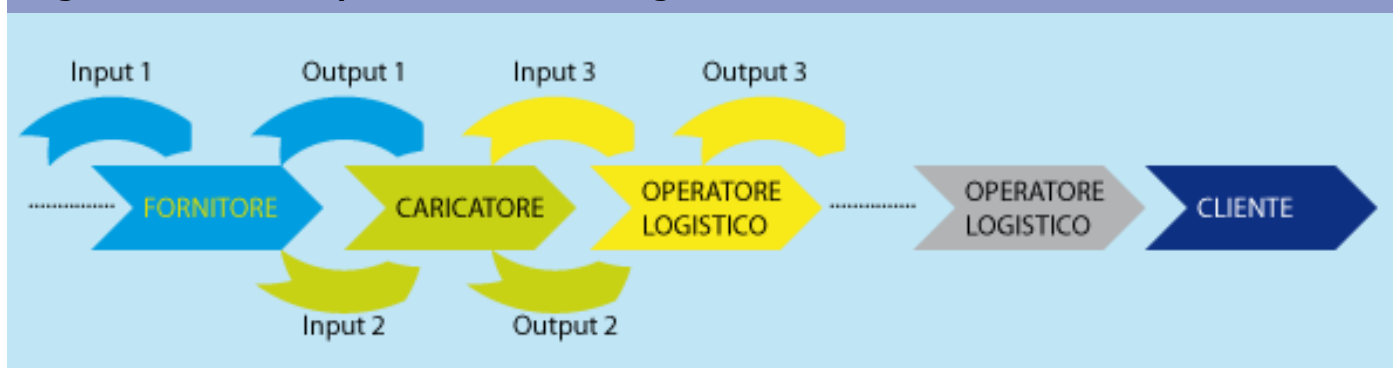 Input 1
Output 1
Input 3
Output 3
FORNITORE
CARICATORE
OPERATORE
LOGISTICO
OPERATORE
LOGISTICO
CLIENTE
Input 2
Output 2